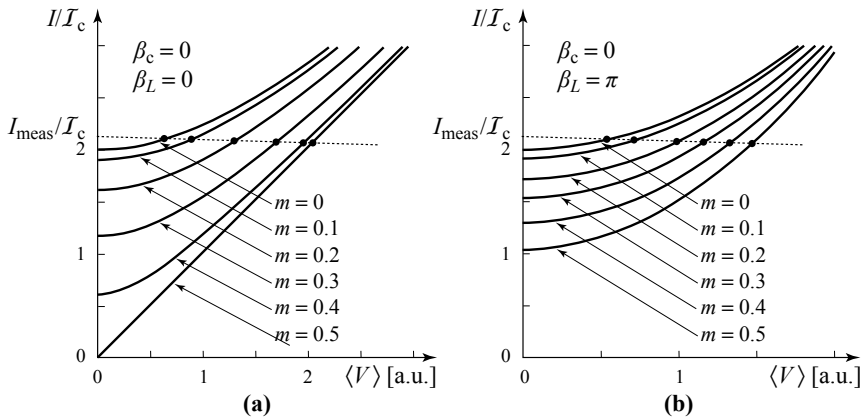 I/𝓘c
βc = 0
βL = 0
Imeas/𝓘c
2
1
0
m = 0
m = 0.1
m = 0.2
m = 0.3
m = 0.4
m = 0.5
0 1 2 ⟨V⟩ [a.u.]
(a)
I/𝓘c
βc = 0
βL = π
Imeas/𝓘c
2
1
0
m = 0
m = 0.1
m = 0.2
m = 0.3
m = 0.4
m = 0.5
0 1 ⟨V⟩ [a.u.]
(b)